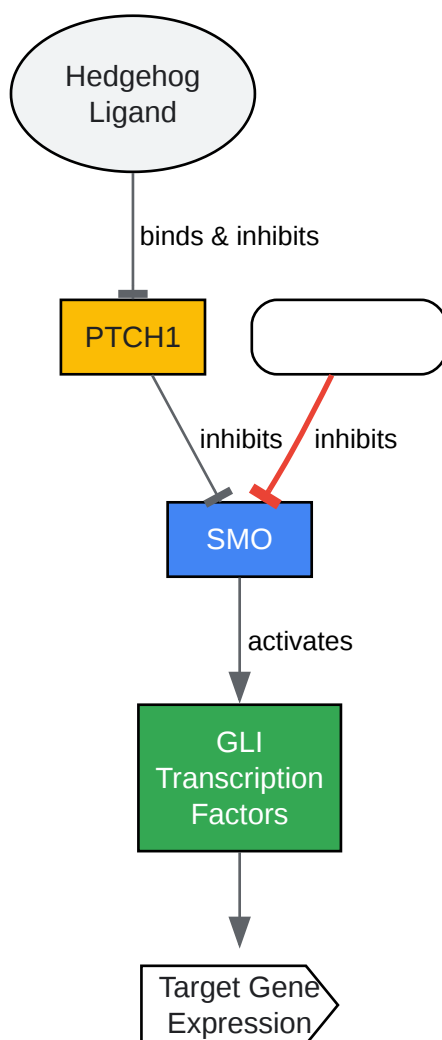 Hedgehog
Ligand
binds & inhibits
PTCH1
inhibits
inhibits
SMO
activates
GLI
Transcription
Factors
Target Gene
Expression